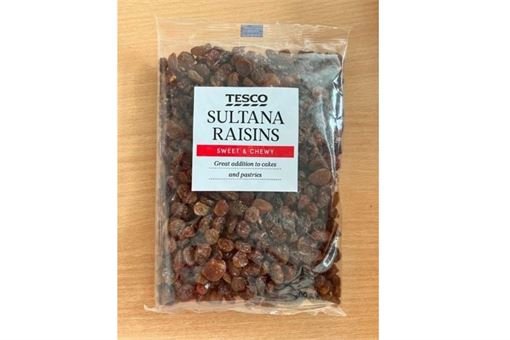 TESCO
SULTANA
RAISINS
SWEET & CHEWY
Great addition to cakes
and pastries